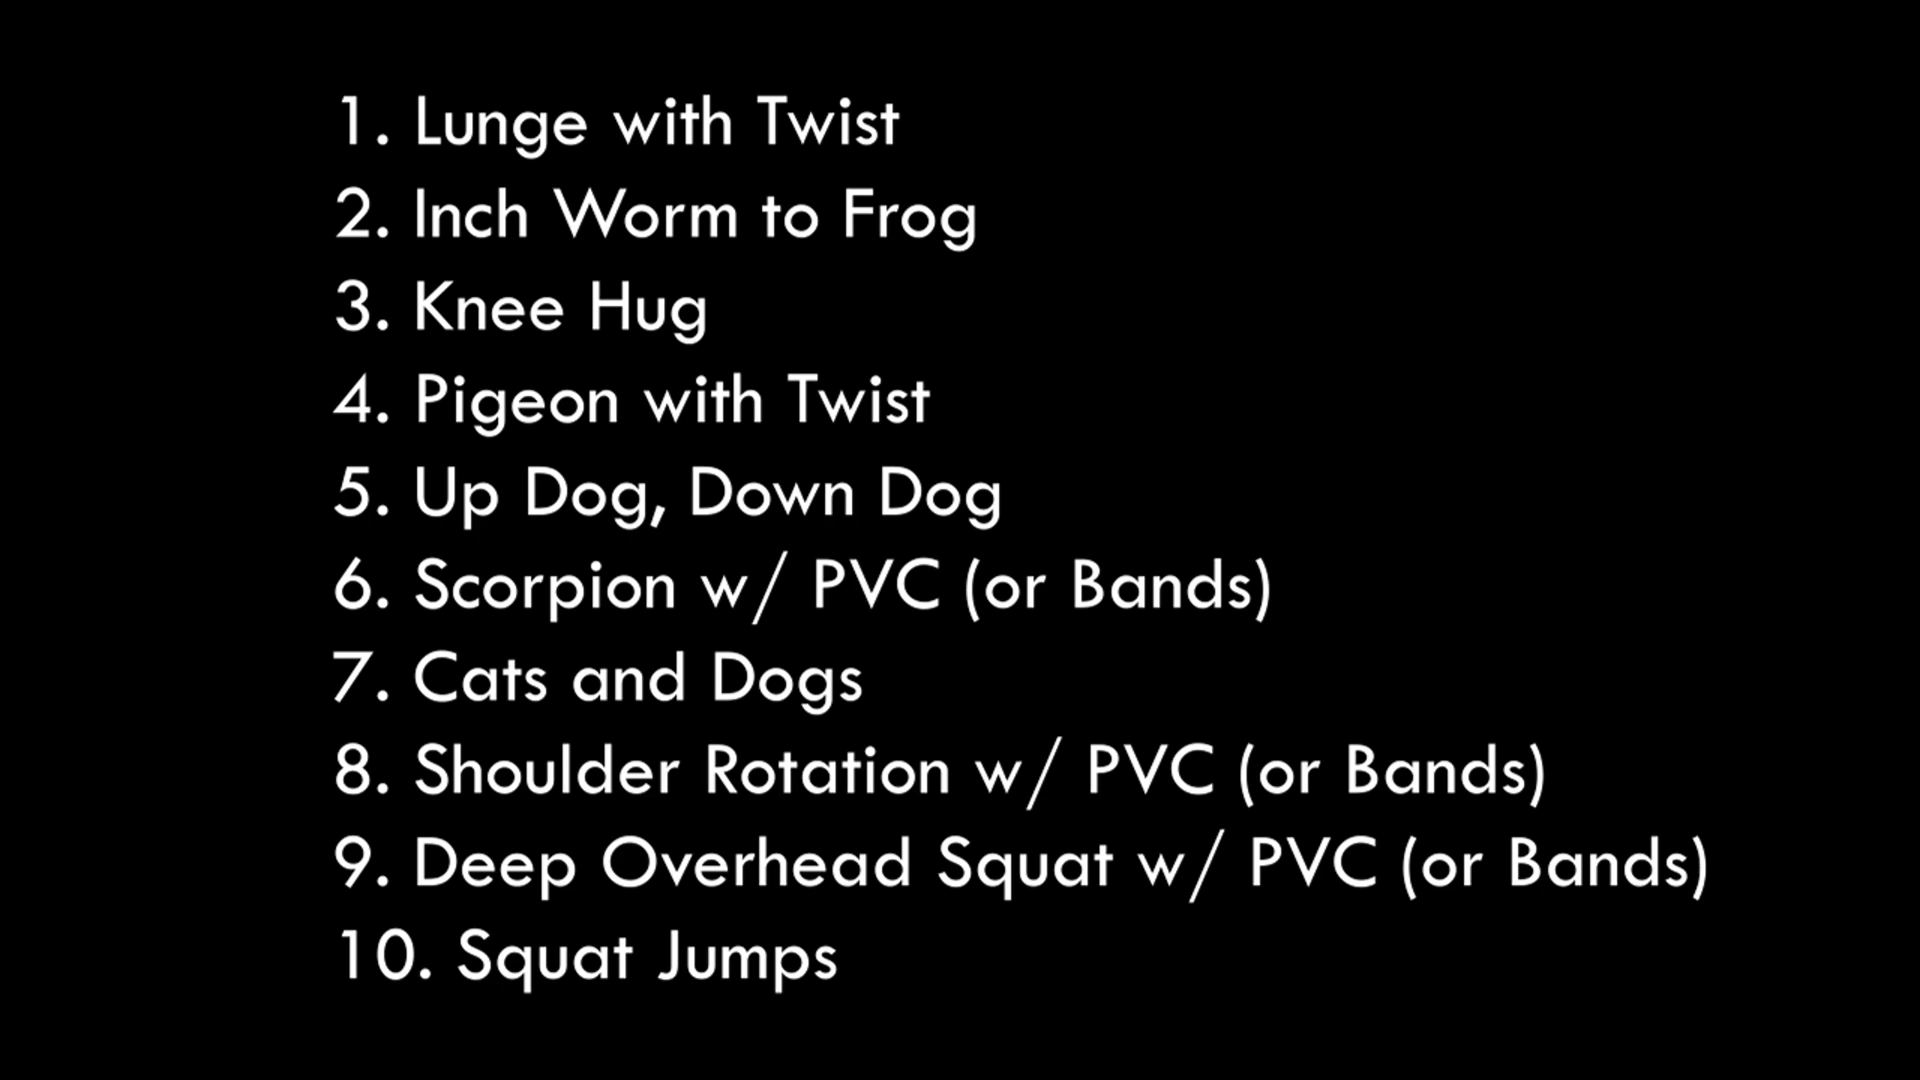 1. Lunge with Twist
2. Inch Worm to Frog
3. Knee Hug
4. Pigeon with Twist
5. Up Dog, Down Dog
6. Scorpion w/ PVC (or Bands)
7. Cats and Dogs
8. Shoulder Rotation w/ PVC (or Bands)
9. Deep Overhead Squat w/ PVC (or Bands)
10. Squat Jumps